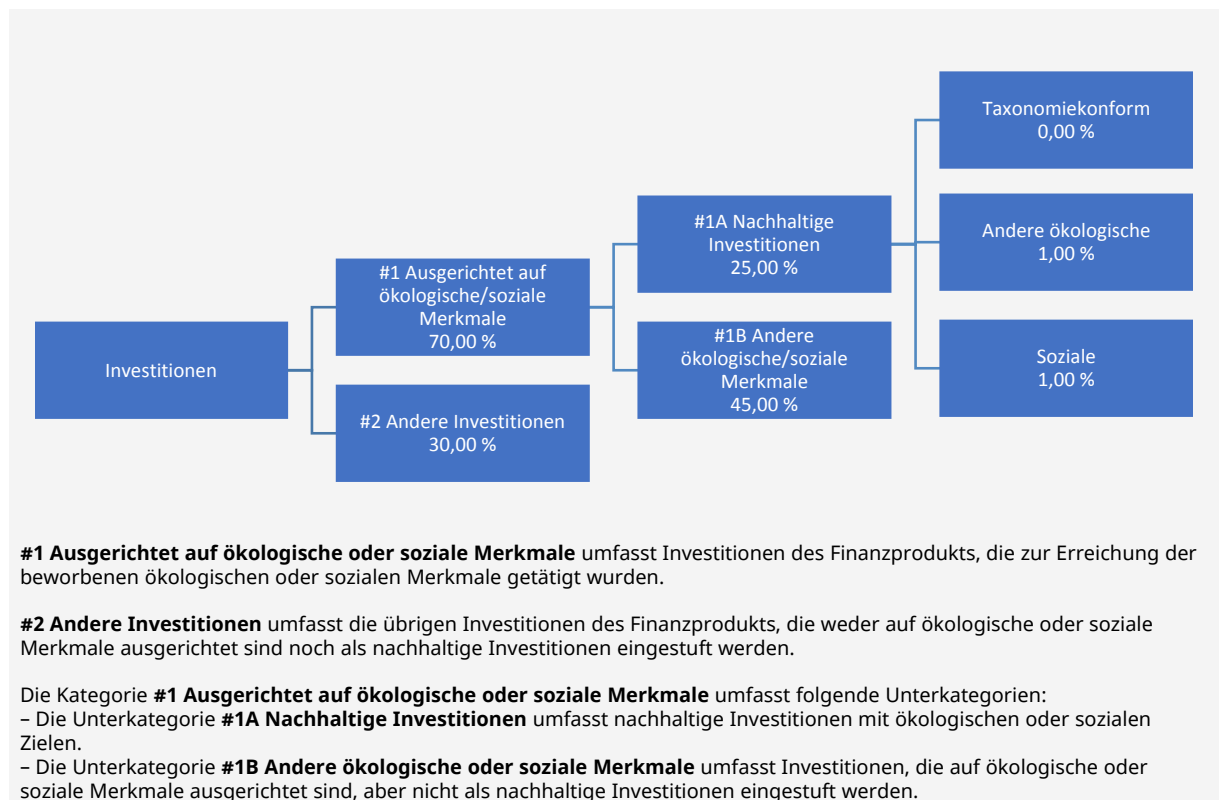 Investitionen
#1 Ausgerichtet auf
ökologische/soziale
Merkmale
70,00 %
#2 Andere Investitionen
30,00 %
#1A Nachhaltige
Investitionen
25,00 %
#1B Andere
ökologische/soziale
Merkmale
45,00 %
Taxonomiekonform
0,00 %
Andere ökologische
1,00 %
Soziale
1,00 %
#1 Ausgerichtet auf ökologische oder soziale Merkmale umfasst Investitionen des Finanzprodukts, die zur Erreichung der
beworbenen ökologischen oder sozialen Merkmale getätigt wurden.
#2 Andere Investitionen umfasst die übrigen Investitionen des Finanzprodukts, die weder auf ökologische oder soziale
Merkmale ausgerichtet sind noch als nachhaltige Investitionen eingestuft werden.
Die Kategorie #1 Ausgerichtet auf ökologische oder soziale Merkmale umfasst folgende Unterkategorien:
– Die Unterkategorie #1A Nachhaltige Investitionen umfasst nachhaltige Investitionen mit ökologischen oder sozialen
Zielen.
– Die Unterkategorie #1B Andere ökologische oder soziale Merkmale umfasst Investitionen, die auf ökologische oder
soziale Merkmale ausgerichtet sind, aber nicht als nachhaltige Investitionen eingestuft werden.